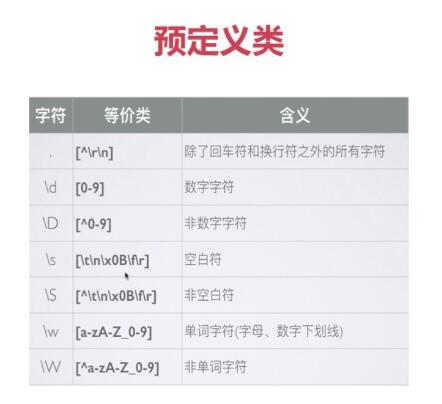 预定义类
字符 等价类 含义
. [^\r\n] 除了回车符和换行符之外的所有字符
\d [0-9] 数字字符
\D [^0-9] 非数字字符
\s [\t\n\x0B\f\r] 空白符
\S [^\t\n\x0B\f\r] 非空白符
\w [a-zA-Z_0-9] 单词字符(字母、数字下划线)
\W [^a-zA-Z_0-9] 非单词字符